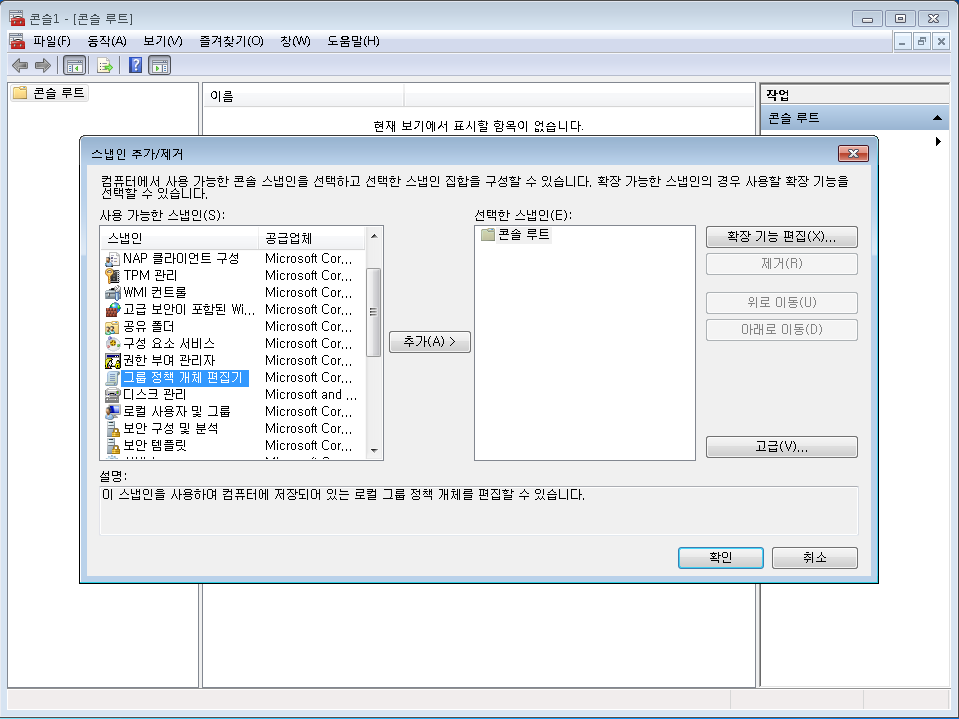 콘솔1 - [콘솔 루트]
파일(F) 동작(A) 보기(V) 즐겨찾기(O) 창(W) 도움말(H)
콘솔 루트
이름
현재 보기에서 표시할 항목이 없습니다.
작업
콘솔 루트
스냅인 추가/제거
컴퓨터에서 사용 가능한 콘솔 스냅인을 선택하고 선택한 스냅인 집합을 구성할 수 있습니다. 확장 가능한 스냅인의 경우 사용할 확장 기능을
선택할 수 있습니다.
사용 가능한 스냅인(S):
스냅인 공급업체
NAP 클라이언트 구성 Microsoft Cor...
TPM 관리 Microsoft Cor...
WMI 컨트롤 Microsoft Cor...
고급 보안이 포함된 Wi... Microsoft Cor...
공유 폴더 Microsoft Cor...
구성 요소 서비스 Microsoft Cor...
권한 부여 관리자 Microsoft Cor...
그룹 정책 개체 편집기 Microsoft Cor...
디스크 관리 Microsoft and ...
로컬 사용자 및 그룹 Microsoft Cor...
보안 구성 및 분석 Microsoft Cor...
보안 템플릿 Microsoft Cor...
추가(A) >
선택한 스냅인(E):
콘솔 루트
확장 기능 편집(X)...
제거(R)
위로 이동(U)
아래로 이동(D)
고급(V)...
설명:
이 스냅인을 사용하여 컴퓨터에 저장되어 있는 로컬 그룹 정책 개체를 편집할 수 있습니다.
확인
취소